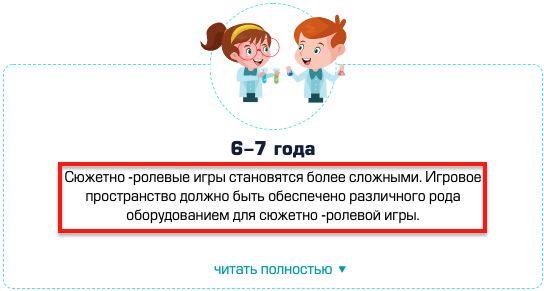 6–7 года
Сюжетно -ролевые игры становятся более сложными. Игровое
пространство должно быть обеспечено различного рода
оборудованием для сюжетно -ролевой игры.
читать полностью ▼